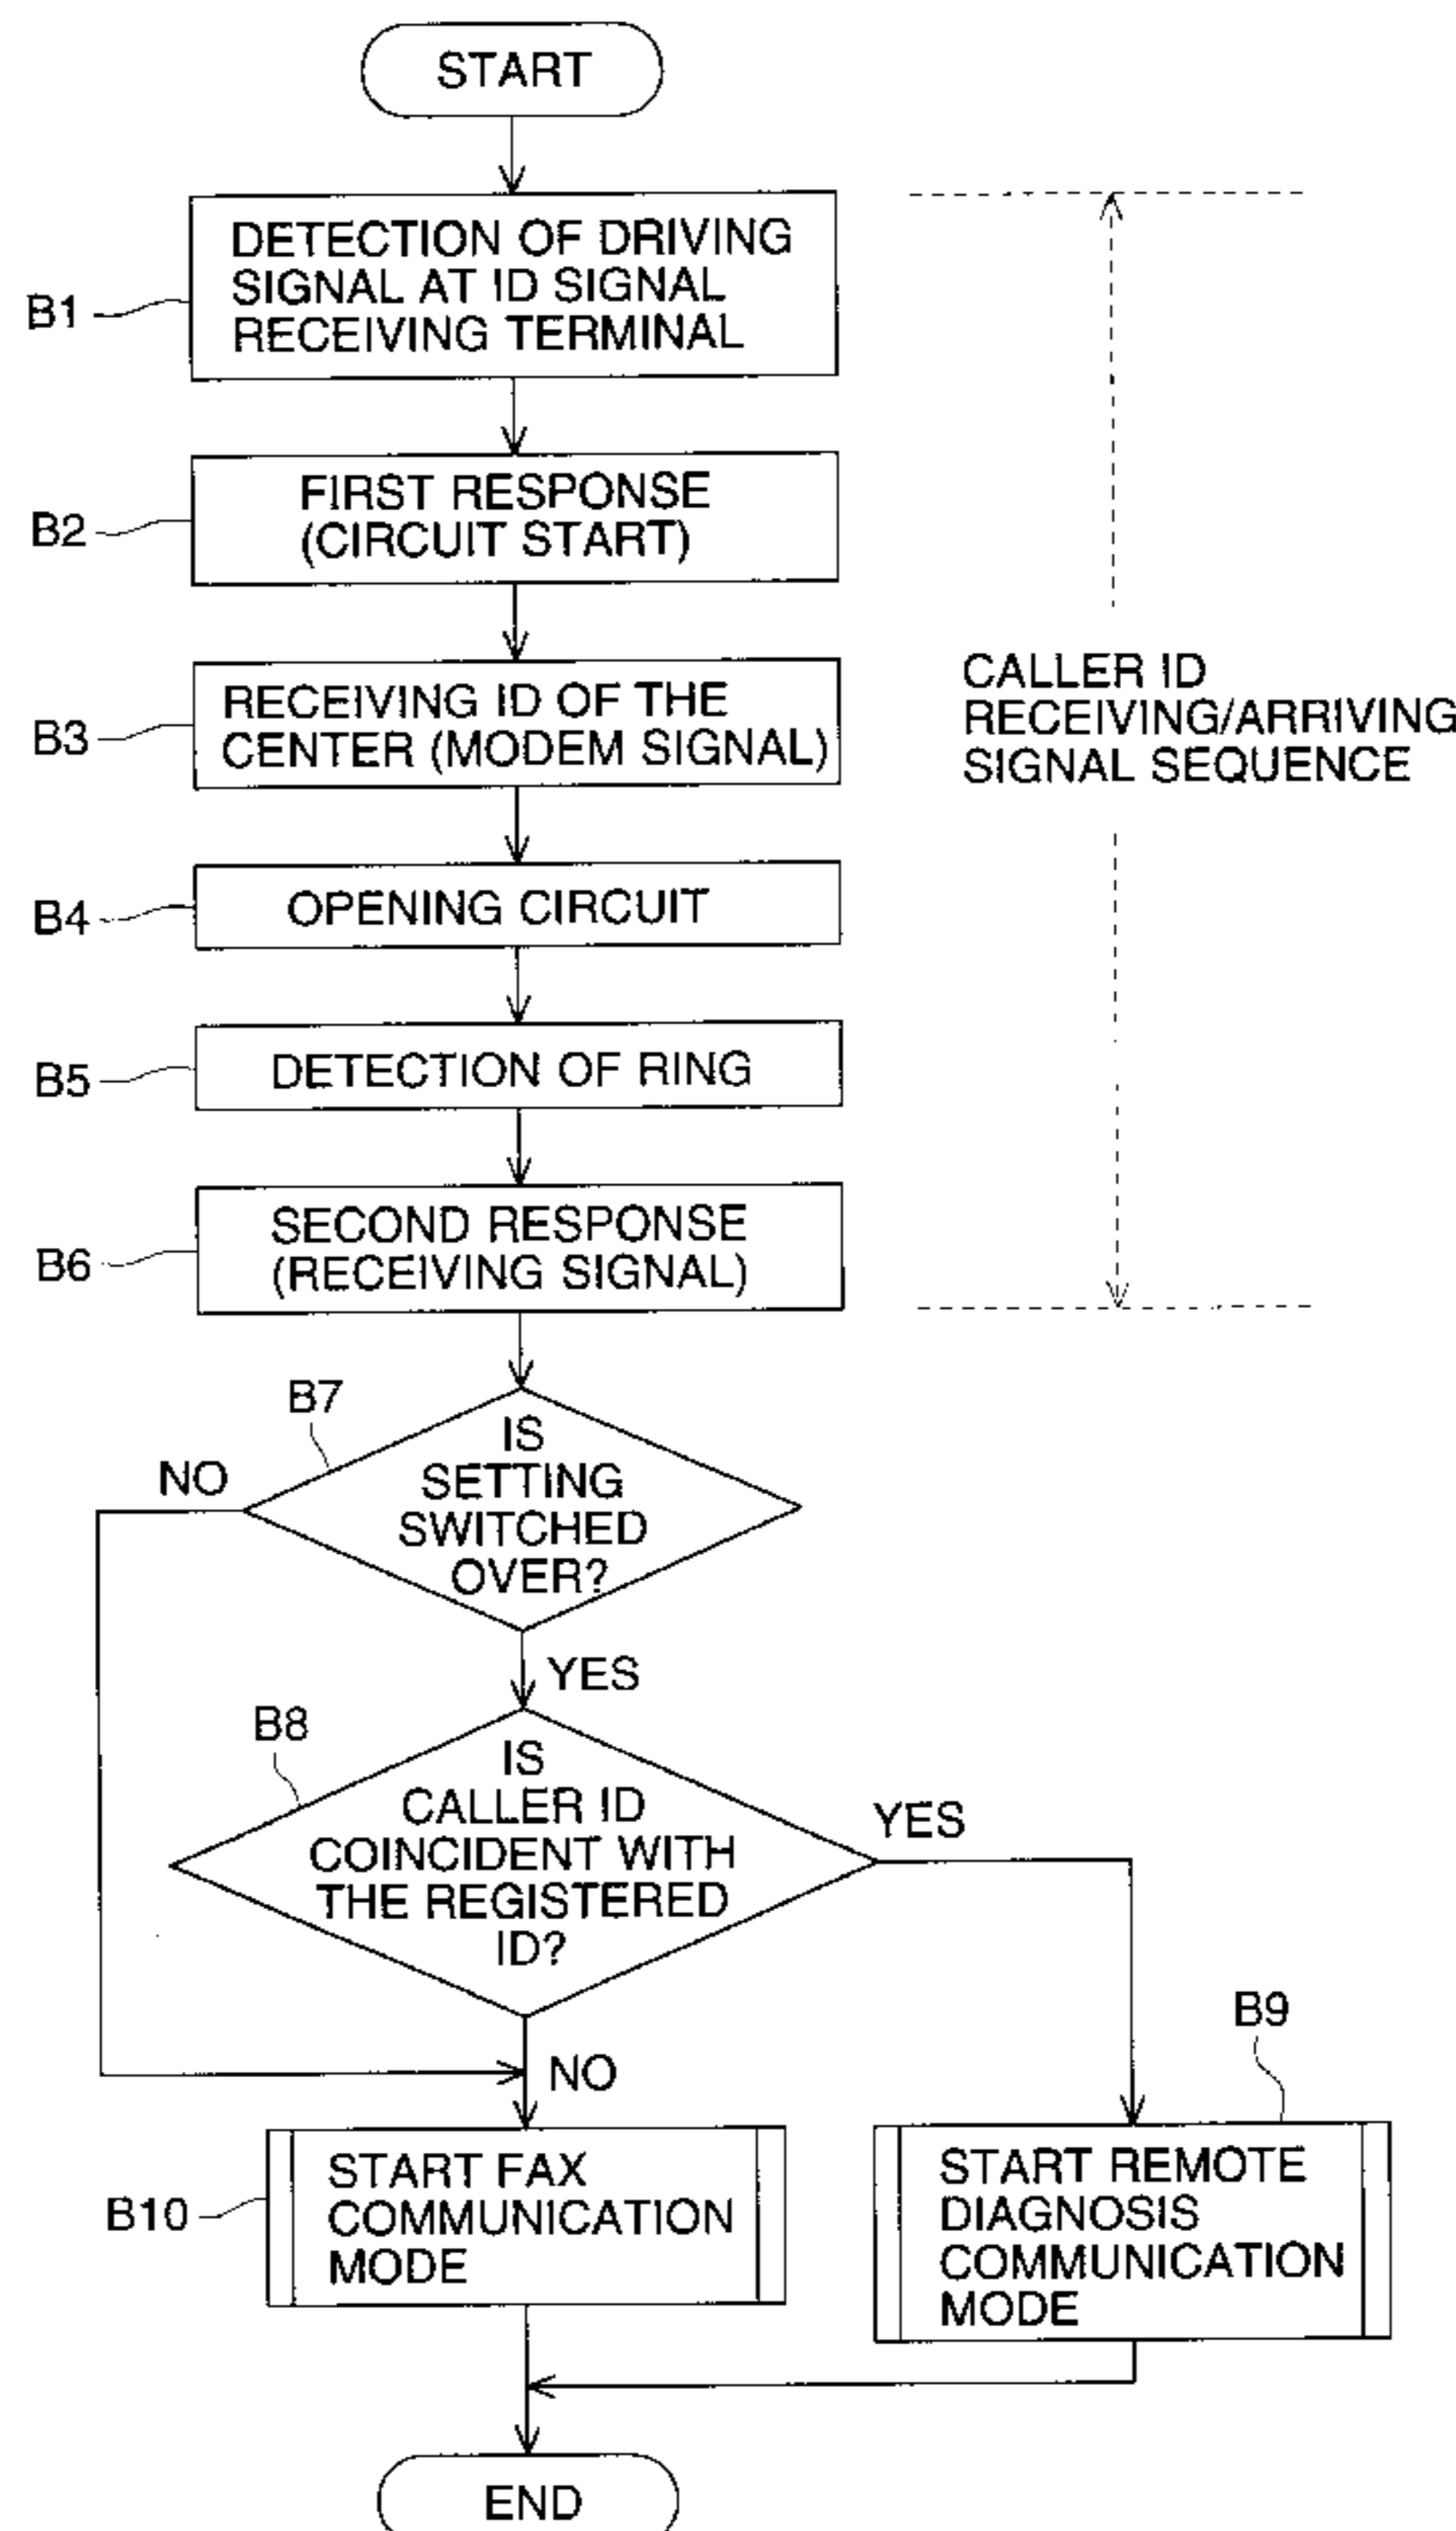 START
DETECTION OF DRIVING
SIGNAL AT ID SIGNAL
RECEIVING TERMINAL
B1
FIRST RESPONSE
(CIRCUIT START)
B2
RECEIVING ID OF THE
CENTER (MODEM SIGNAL)
B3
CALLER ID
RECEIVING/ARRIVING
SIGNAL SEQUENCE
OPENING CIRCUIT
B4
DETECTION OF RING
B5
SECOND RESPONSE
(RECEIVING SIGNAL)
B6
B7
IS
SETTING
SWITCHED
OVER?
NO
YES
B8
IS
CALLER ID
COINCIDENT WITH
THE REGISTERED
ID?
YES
NO
B9
START FAX
COMMUNICATION
MODE
B10
START REMOTE
DIAGNOSIS
COMMUNICATION
MODE
END